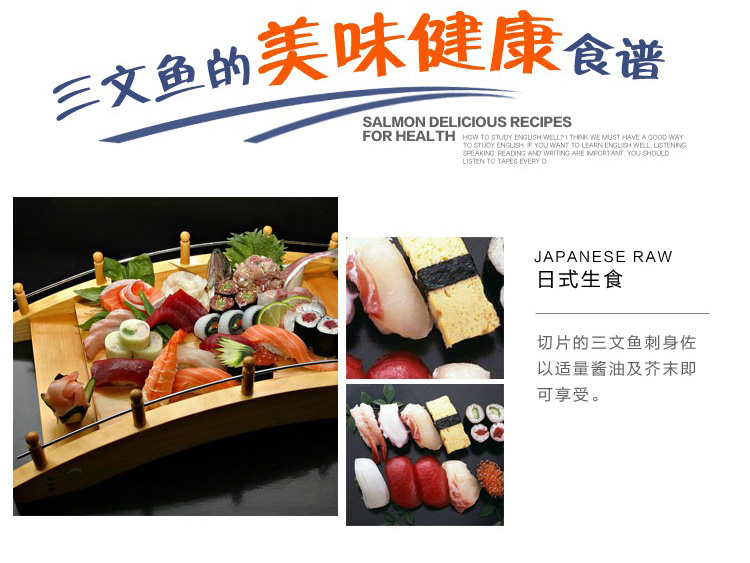 三文鱼的美味健康食谱
SALMON DELICIOUS RECIPES
FOR HEALTH
HOW TO STUDY ENGLISH WELL? I THINK WE MUST HAVE A GOOD WAY
TO STUDY ENGLISH. IF YOU WANT TO LEARN ENGLISH WELL, LISTENING,
SPEAKING, READING AND WRITING ARE IMPORTANT. YOU SHOULD
LISTEN TO TAPES EVERY D
JAPANESE RAW
日式生食
切片的三文鱼刺身佐
以适量酱油及芥末即
可享受。